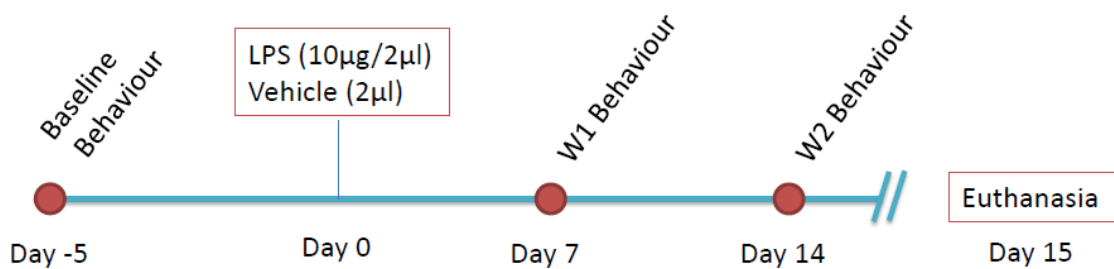 Baseline
Behaviour
LPS (10µg/2µl)
Vehicle (2µl)
W1 Behaviour
W2 Behaviour
Euthanasia
Day -5
Day 0
Day 7
Day 14
Day 15